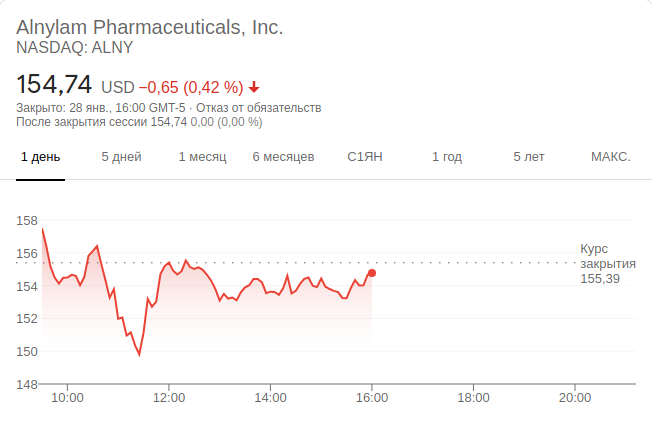 Alnylam Pharmaceuticals, Inc.
NASDAQ: ALNY
154,74 USD −0,65 (0,42 %)
Закрыто: 28 янв., 16:00 GMT-5 · Отказ от обязательств
После закрытия сессии 154,74 0,00 (0,00 %)
1 день 5 дней 1 месяц 6 месяцев С1ЯН 1 год 5 лет МАКС.
158
156
154
152
150
148
Курс
закрытия
155,39
10:00 12:00 14:00 16:00 18:00 20:00